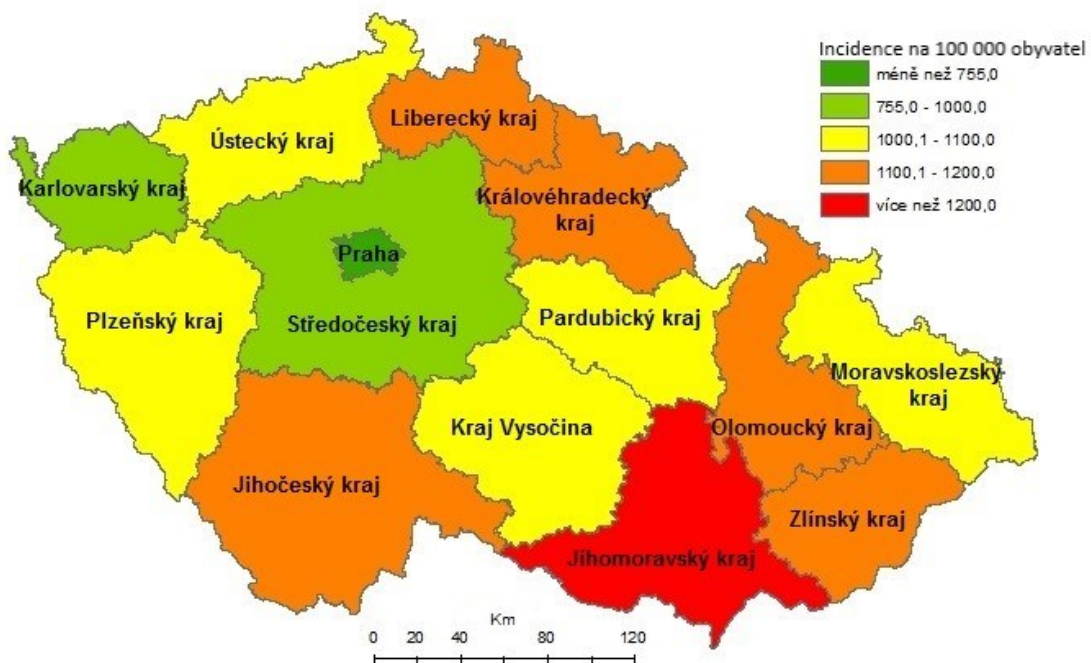 Incidence na 100 000 obyvatel
méně než 755,0
755,0 - 1000,0
1000,1 - 1100,0
1100,1 - 1200,0
více než 1200,0
Liberecký kraj
Ústecký kraj
Karlovarský kraj
Královéhradecký
kraj
Praha
Plzeňský kraj
Středočeský kraj
Pardubický kraj
Moravskoslezský
kraj
Kraj Vysočina
Olomoucký kraj
Jihočeský kraj
Zlínský kraj
Jihomoravský kraj
Km
0 20 40 80 120